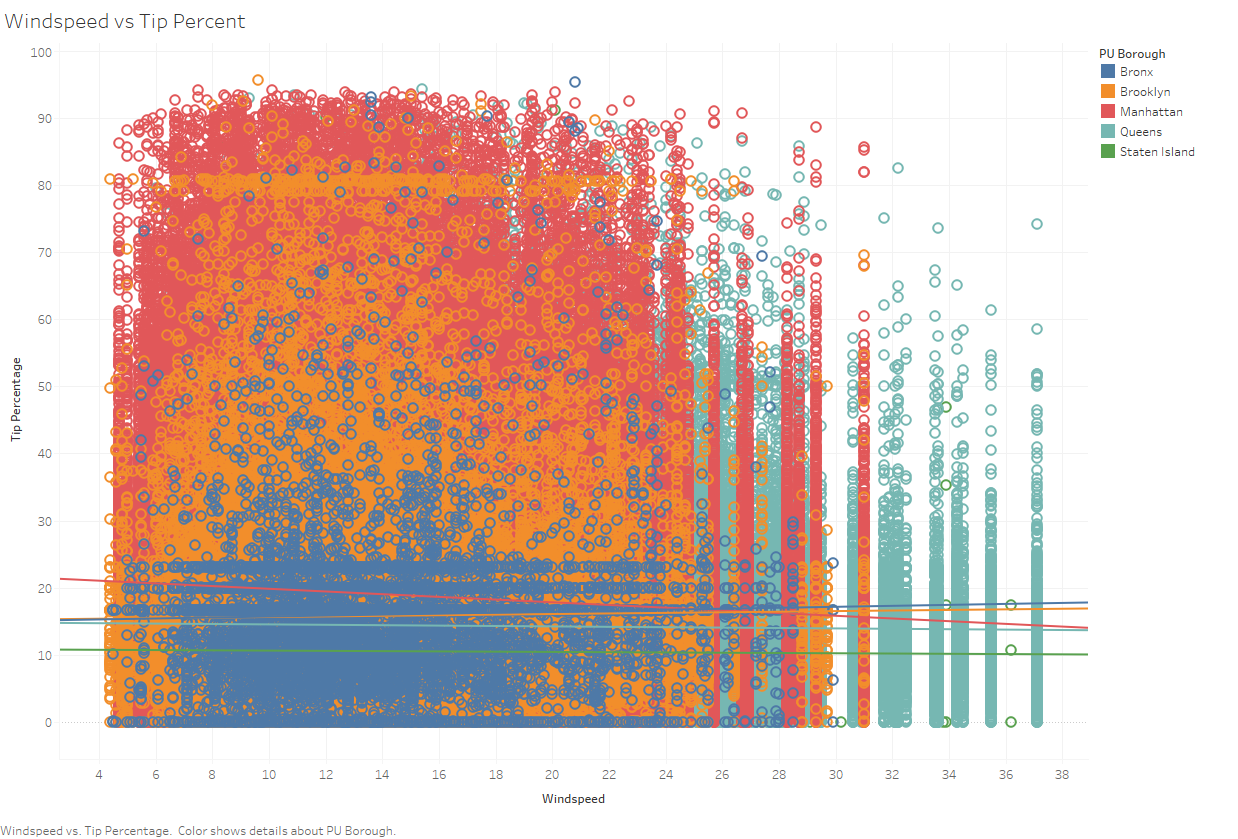 Windspeed vs Tip Percent
PU Borough
Bronx
Brooklyn
Manhattan
Queens
Staten Island
100
90
80
70
60
50
40
30
20
10
0
Tip Percentage
4 6 8 10 12 14 16 18 20 22 24 26 28 30 32 34 36 38
Windspeed
Windspeed vs. Tip Percentage. Color shows details about PU Borough.